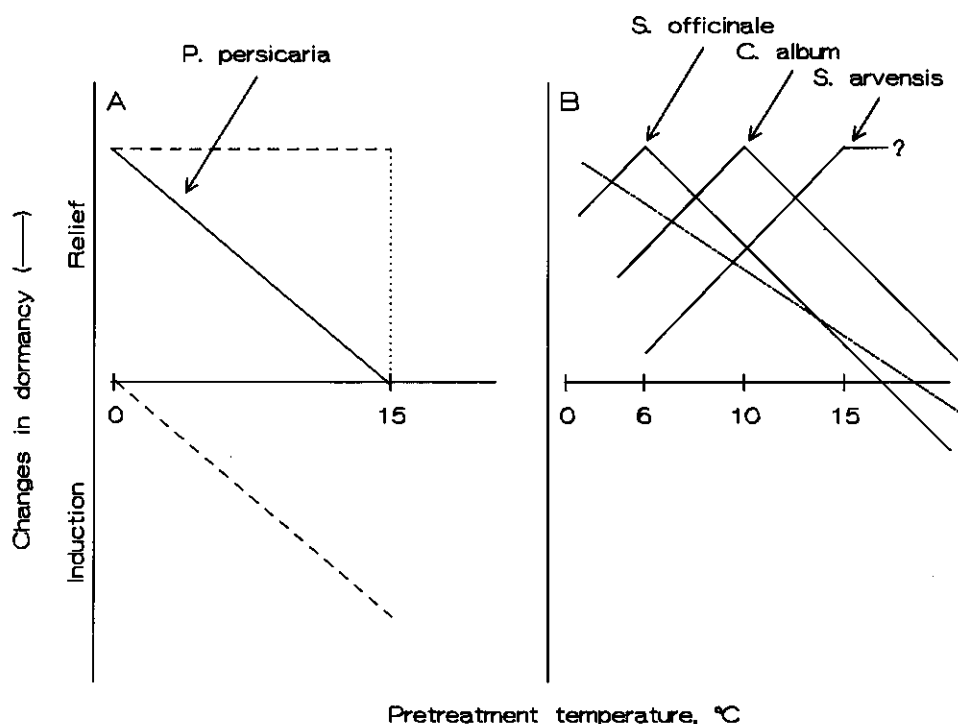 S. officinale
P. persicaria
C. album
S. arvensis
A
B
?
Relief
Changes in dormancy (——)
Induction
0
15
0
6
10
15
Pretreatment temperature, °C